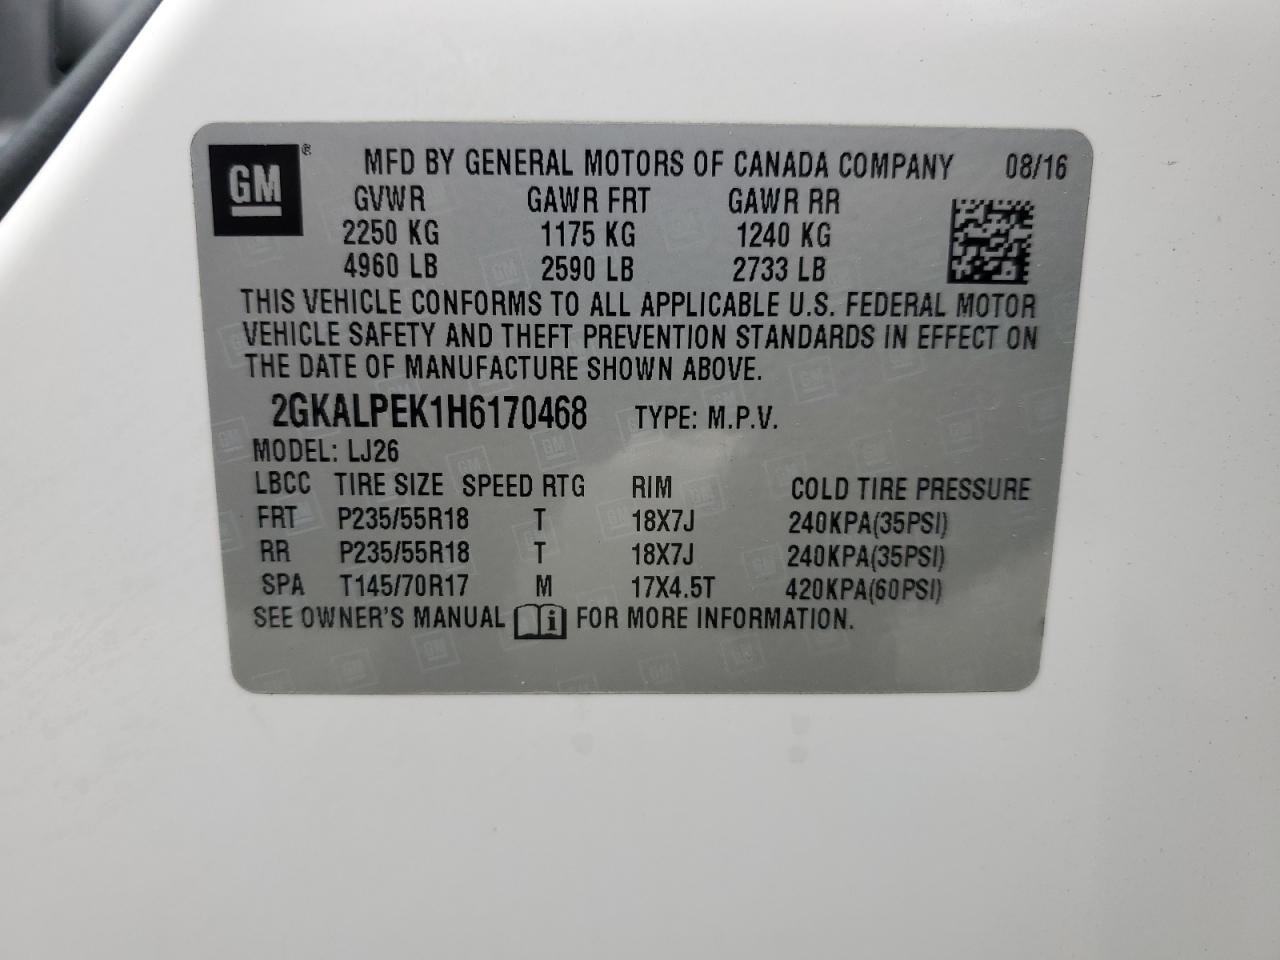 GM ® MFD BY GENERAL MOTORS OF CANADA COMPANY 08/16
GVWR GAWR FRT GAWR RR
2250 KG 1175 KG 1240 KG
4960 LB 2590 LB 2733 LB
THIS VEHICLE CONFORMS TO ALL APPLICABLE U.S. FEDERAL MOTOR
VEHICLE SAFETY AND THEFT PREVENTION STANDARDS IN EFFECT ON
THE DATE OF MANUFACTURE SHOWN ABOVE.
2GKALPEK1H6170468 TYPE: M.P.V.
MODEL: LJ26
LBCC TIRE SIZE SPEED RTG RIM COLD TIRE PRESSURE
FRT P235/55R18 T 18X7J 240KPA(35PSI)
RR P235/55R18 T 18X7J 240KPA(35PSI)
SPA T145/70R17 M 17X4.5T 420KPA(60PSI)
SEE OWNER'S MANUAL i FOR MORE INFORMATION.